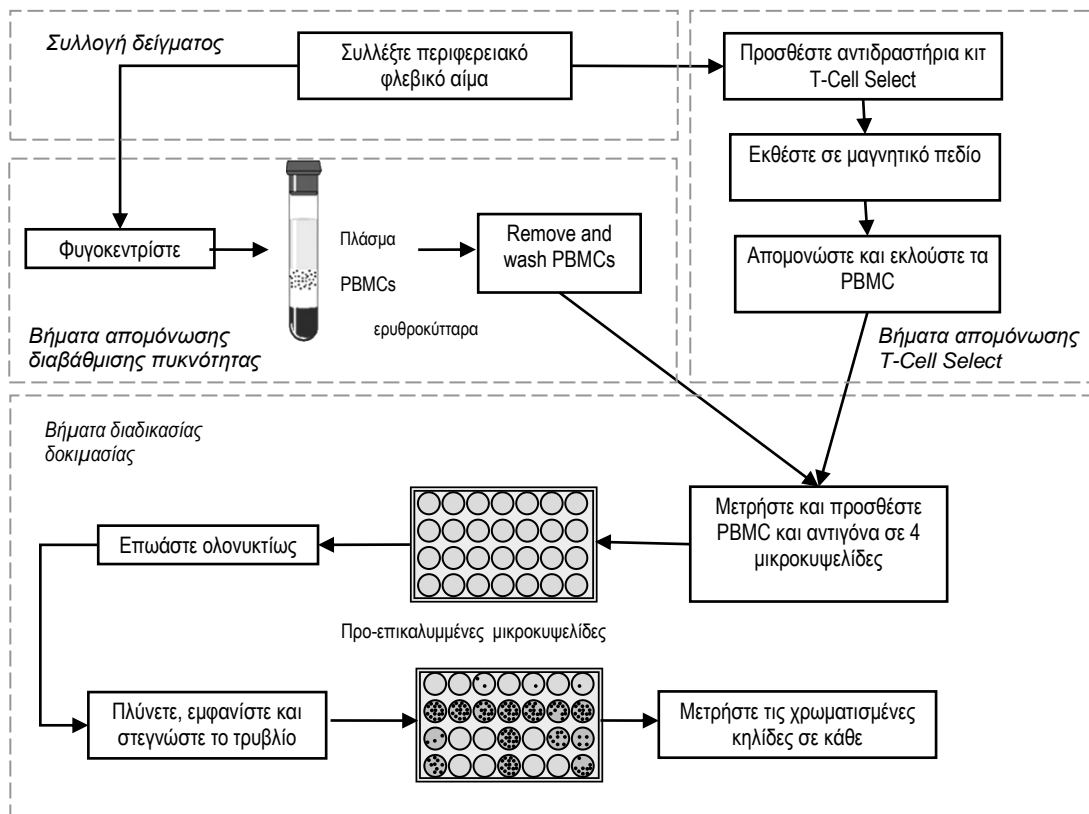 Συλλογή δείγματος
Συλλέξτε περιφερειακό
φλεβικό αίμα
Προσθέστε αντιδραστήρια κιτ
T-Cell Select
Εκθέστε σε μαγνητικό πεδίο
Απομονώστε και εκλούστε τα
PBMC
Βήματα απομόνωσης
T-Cell Select
Φυγοκεντρίστε
Πλάσμα
PBMCs
ερυθροκύτταρα
Remove and
wash PBMCs
Βήματα απομόνωσης
διαβάθμισης πυκνότητας
Βήματα διαδικασίας
δοκιμασίας
Μετρήστε και προσθέστε
PBMC και αντιγόνα σε 4
μικροκυψελίδες
Επωάστε ολονυκτίως
Προ-επικαλυμμένες μικροκυψελίδες
Πλύνετε, εμφανίστε και
στεγνώστε το τρυβλίο
Μετρήστε τις χρωματισμένες
κηλίδες σε κάθε